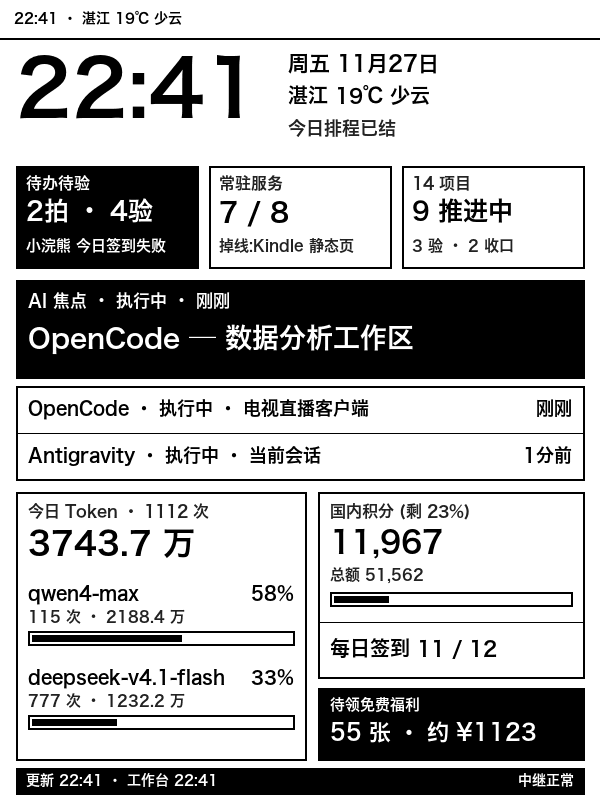 22:41 · 湛江 19℃ 少云
22:41
周五 11月27日
湛江 19℃ 少云
今日排程已结
待办待验
2拍 · 4验
小浣熊 今日签到失败
常驻服务
7 / 8
掉线:Kindle 静态页
14 项目
9 推进中
3 验 · 2 收口
AI 焦点 · 执行中 · 刚刚
OpenCode — 数据分析工作区
OpenCode · 执行中 · 电视直播客户端 刚刚
Antigravity · 执行中 · 当前会话 1分前
今日 Token · 1112 次
3743.7 万
qwen4-max 58%
115 次 · 2188.4 万
deepseek-v4.1-flash 33%
777 次 · 1232.2 万
国内积分 (剩 23%)
11,967
总额 51,562
每日签到 11 / 12
待领免费福利
55 张 · 约 ¥1123
更新 22:41 · 工作台 22:41 中继正常